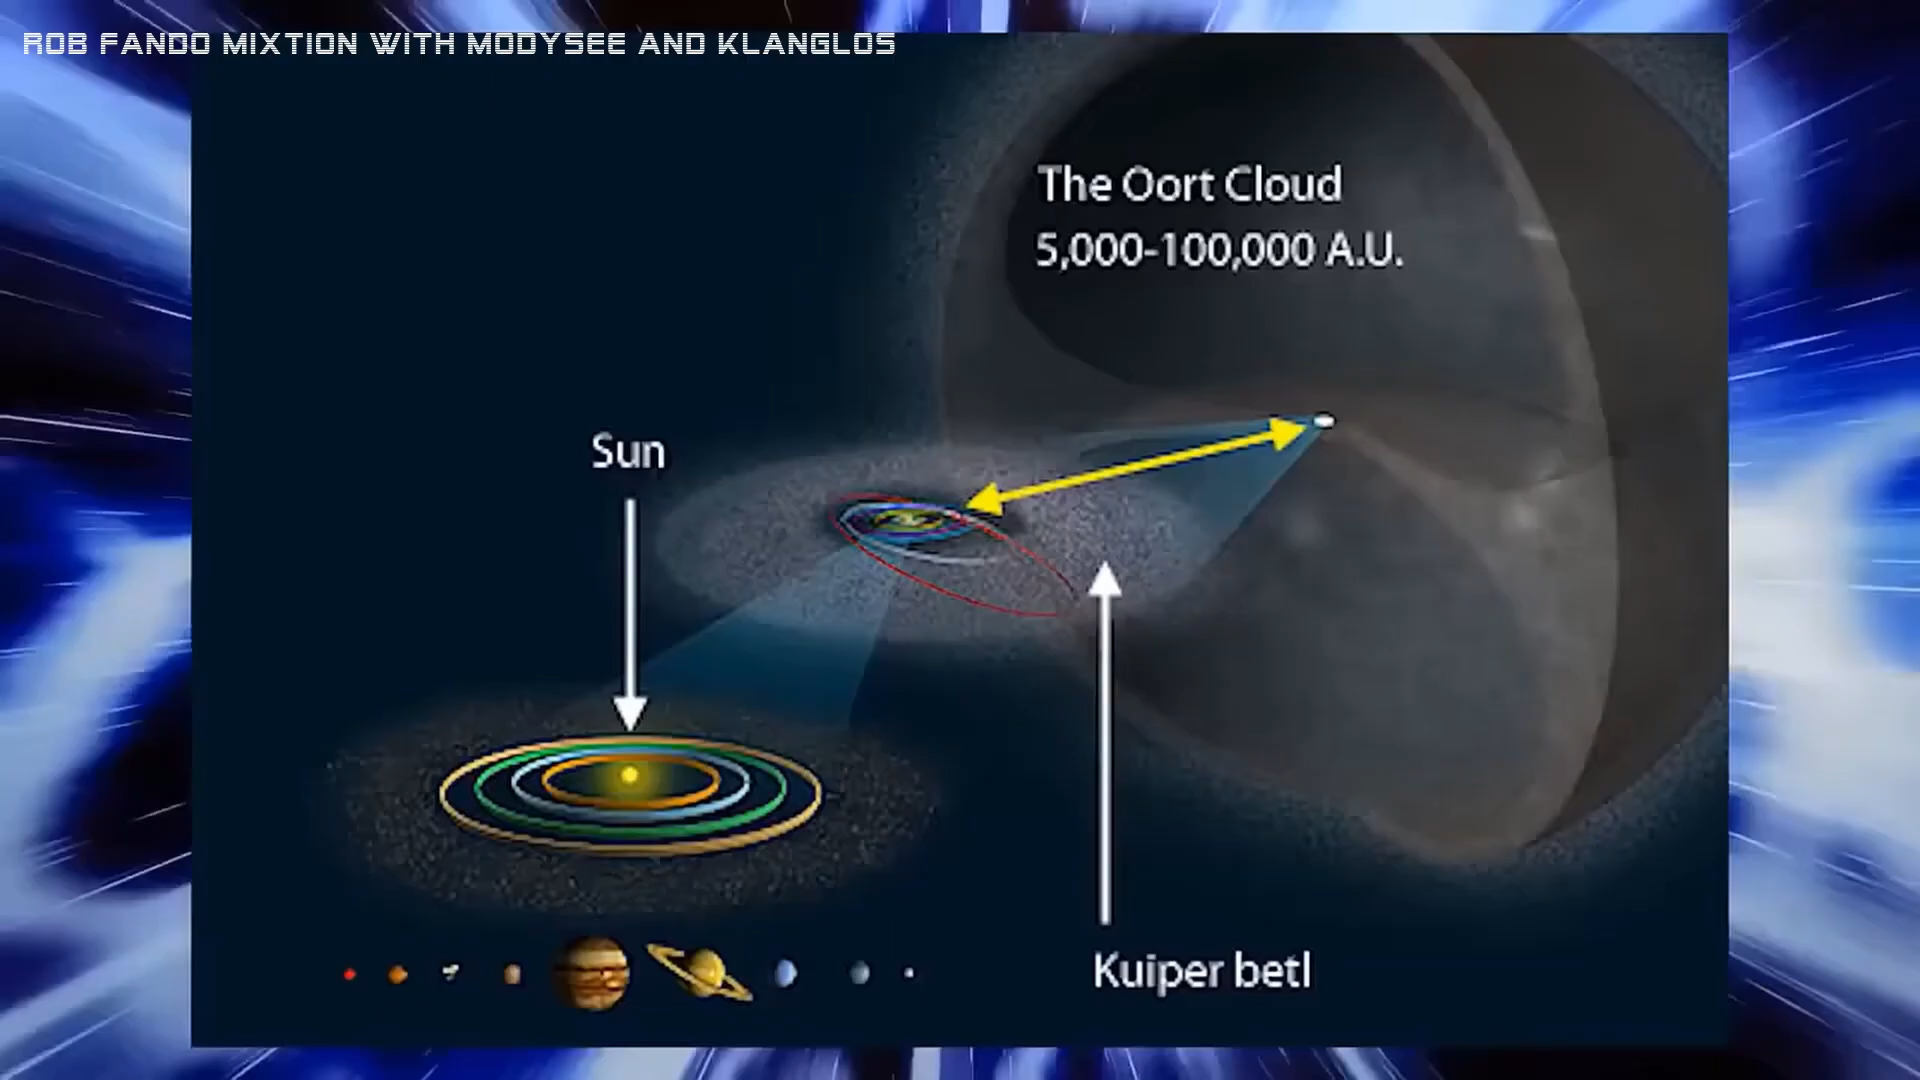 ROB FANDO MIXTION WITH MODYSEE AND KLANGLOS
The Oort Cloud
5,000-100,000 A.U.
Sun
Kuiper betl